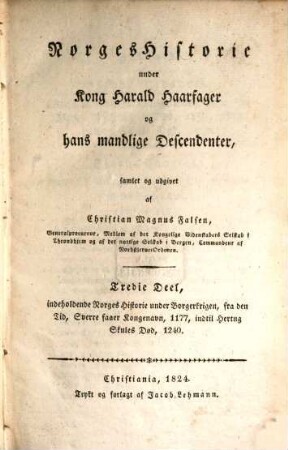 Norges Historie
under
Kong Harald Haarfager
og
hans mandlige Descendenter,
samlet og udgivet
af
Christian Magnus Falsen,
Generalprocureur, Medlem af det Kongelige Videnskabers Selskab i
Throndhjem og af det nyttige Selskab i Bergen, Commandeur af
NordstjerneOrdenen.
Tredie Deel,
indeholdende Norges Historie under Borgerkrigen, fra den
Tid, Sverre faaer Kongenavn, 1177, indtil Hertug
Skules Død, 1240.
Christiania, 1824.
Trykt og forlagt af Jacob Lehmann.